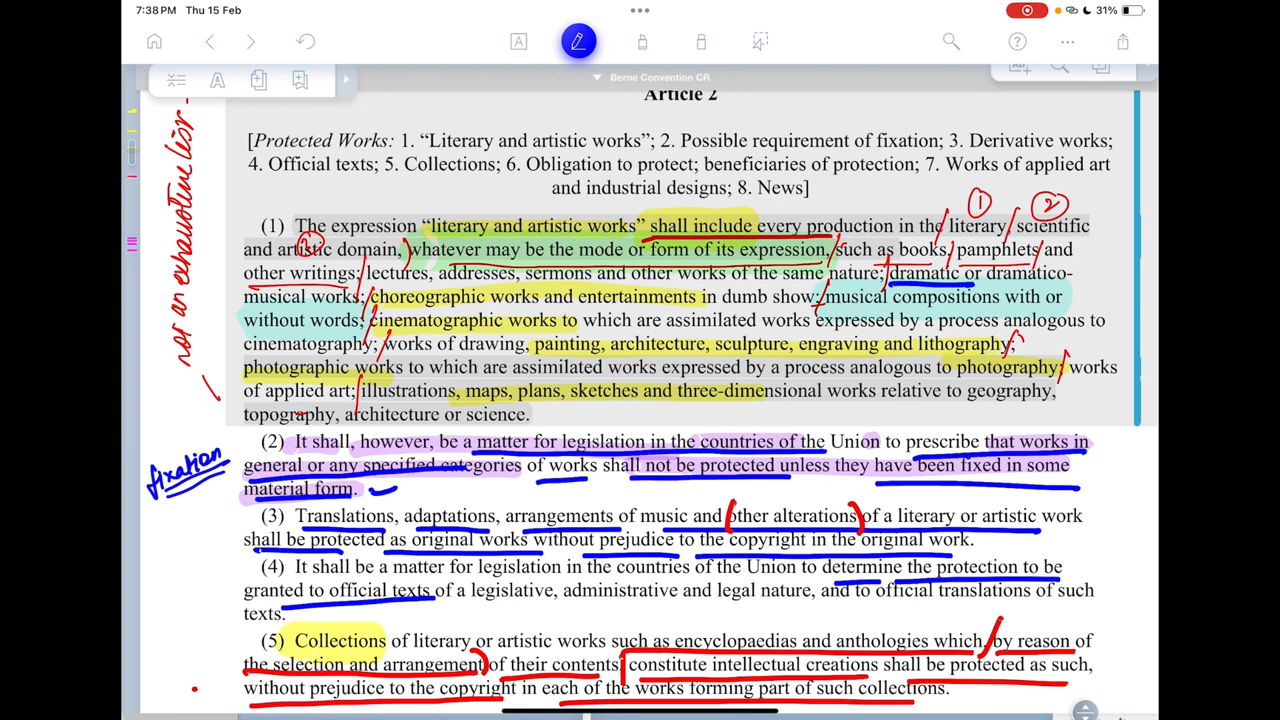 7:38 PM Thu 15 Feb
31%
Berne Convention CR
Article 2
[Protected Works: 1. “Literary and artistic works”; 2. Possible requirement of fixation; 3. Derivative works;
4. Official texts; 5. Collections; 6. Obligation to protect; beneficiaries of protection; 7. Works of applied art
and industrial designs; 8. News]
1 2
(1) The expression “literary and artistic works” shall include every production in the literary, scientific
3
and artistic domain, whatever may be the mode or form of its expression, such as books, pamphlets and
other writings; lectures, addresses, sermons and other works of the same nature; dramatic or dramatico-
musical works; choreographic works and entertainments in dumb show; musical compositions with or
without words; cinematographic works to which are assimilated works expressed by a process analogous to
cinematography; works of drawing, painting, architecture, sculpture, engraving and lithography;
photographic works to which are assimilated works expressed by a process analogous to photography; works
of applied art; illustrations, maps, plans, sketches and three-dimensional works relative to geography,
topography, architecture or science.
not an exhaustive list
(2) It shall, however, be a matter for legislation in the countries of the Union to prescribe that works in
general or any specified categories of works shall not be protected unless they have been fixed in some
material form.
fixation
(3) Translations, adaptations, arrangements of music and other alterations of a literary or artistic work
shall be protected as original works without prejudice to the copyright in the original work.
(4) It shall be a matter for legislation in the countries of the Union to determine the protection to be
granted to official texts of a legislative, administrative and legal nature, and to official translations of such
texts.
(5) Collections of literary or artistic works such as encyclopaedias and anthologies which, by reason of
the selection and arrangement of their contents, constitute intellectual creations shall be protected as such,
without prejudice to the copyright in each of the works forming part of such collections.